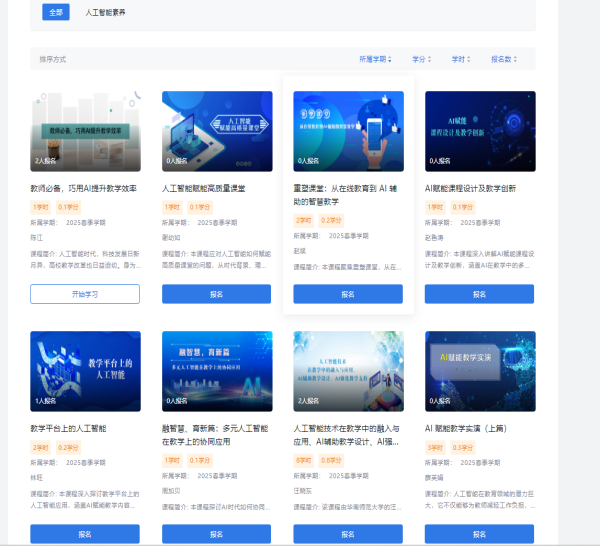 全部 人工智能素养
排序方式 所属学期 学分 学时 报名数
教师必备，巧用AI提升教学效率
2人报名
教师必备，巧用AI提升教学效率
1学时 0.1学分
所属学期： 2025春季学期
陈江
课程简介: 人工智能时代，科技发展日新
月异，高校教学改革也日益迫切。身为...
开始学习
人工智能
赋能高质量课堂
0人报名
人工智能赋能高质量课堂
1学时 0.1学分
所属学期： 2025春季学期
谢幼如
课程简介: 本课程应对人工智能如何赋能
高质量课堂的问题，从时代背景、理...
报名
重塑课堂
0人报名
重塑课堂：从在线教育到 AI 辅
助的智慧教学
2学时 0.2学分
所属学期： 2025春季学期
课程简介: 本课程聚焦重塑课堂，从在...
报名
AI赋能
课程设计及教学创新
0人报名
AI赋能课程设计及教学创新
1学时 0.1学分
所属学期： 2025春季学期
课程简介: 本课程深入讲解AI赋能课程设
计及教学创新，涵盖AI在教学中的多...
报名
教学平台上的
人工智能
1人报名
教学平台上的人工智能
2学时 0.2学分
所属学期： 2025春季学期
林旺
课程简介: 本课程深入探讨教学平台上的
人工智能应用，涵盖AI赋能教学内容...
报名
融智慧，育新篇
多元人工智能在教学上的协同应用
0人报名
融智慧，育新篇：多元人工智能
在教学上的协同应用
1学时 0.1学分
所属学期： 2025春季学期
周加贝
课程简介: 本课程探讨AI时代如何协同...
报名
人工智能技术
在教学中的融入与应用，
AI辅助教学设计、AI强化教学支持
2人报名
人工智能技术在教学中的融入与
应用，AI辅助教学设计、AI强...
6学时 0.6学分
所属学期： 2025春季学期
汪晓东
课程简介: 该课程由华南师范大学的汪...
报名
AI赋能教学实演
0人报名
AI 赋能教学实演（上篇）
3学时 0.3学分
所属学期： 2025春季学期
课程简介: 人工智能在教育领域的潜力巨
大，它不仅能够为教师减轻工作负担，...
报名